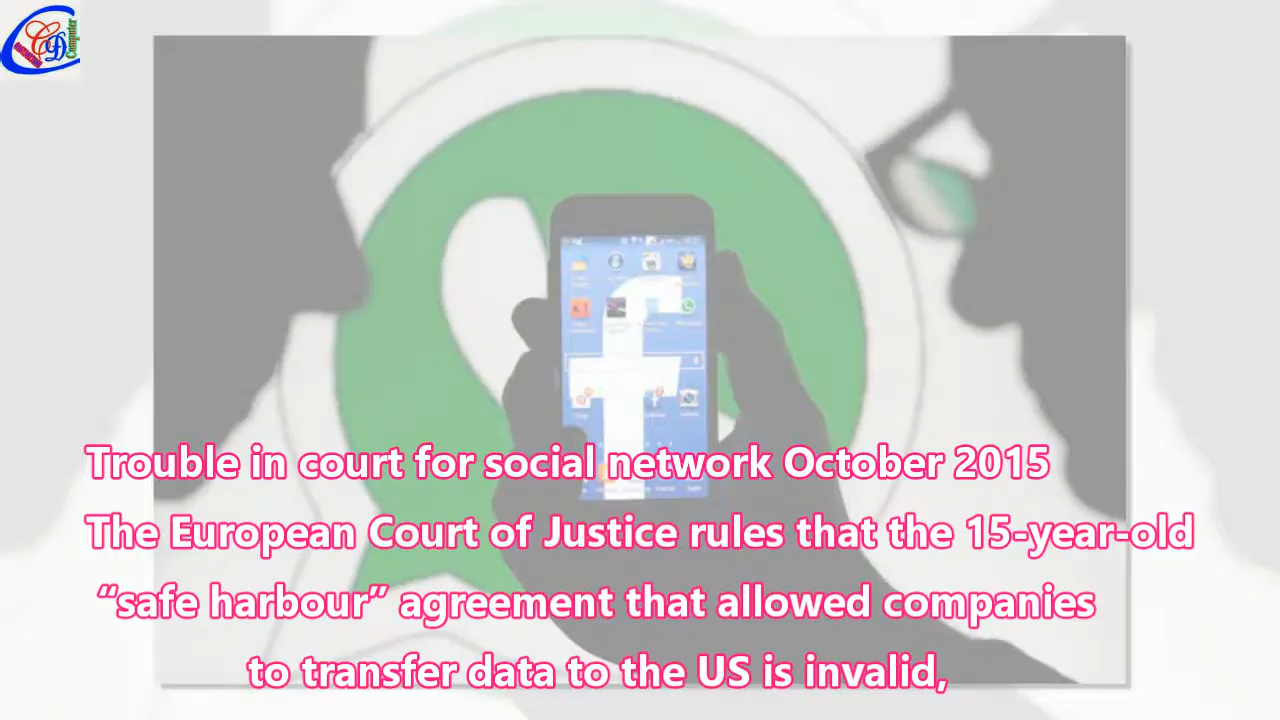 Computer
Trouble in court for social network October 2015
The European Court of Justice rules that the 15-year-old
“safe harbour” agreement that allowed companies
to transfer data to the US is invalid,